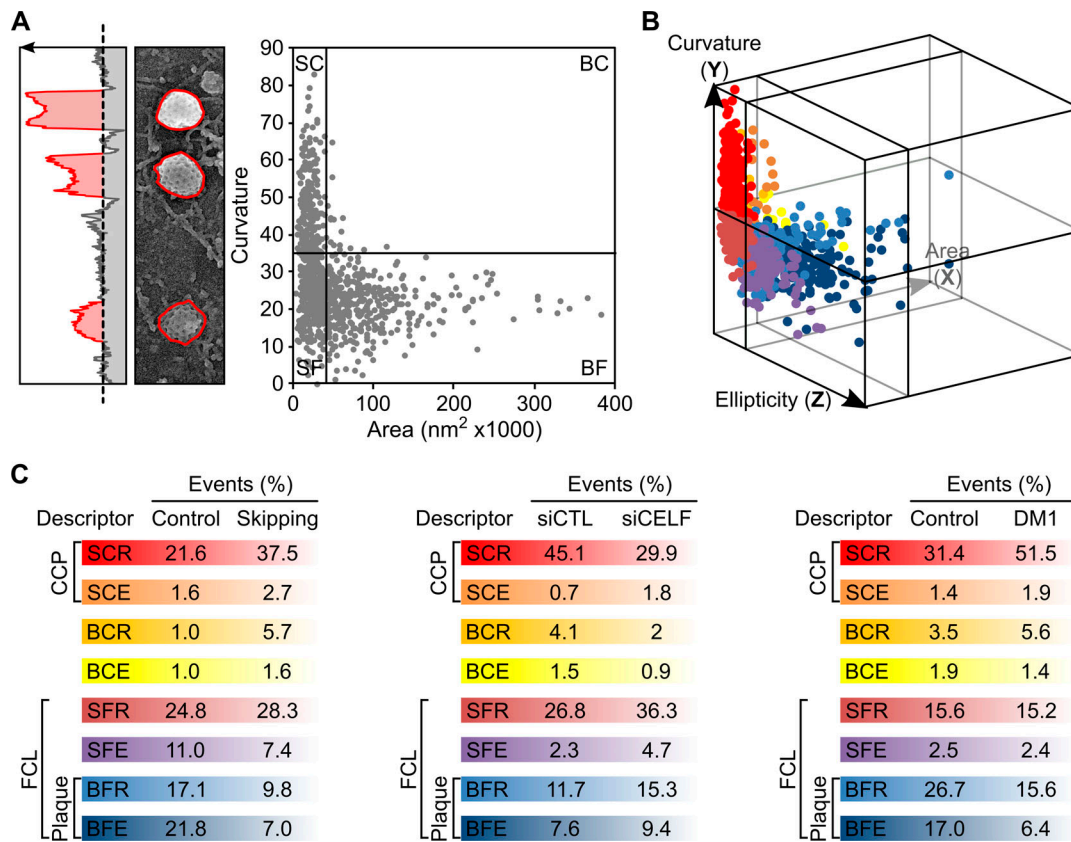 A
Curvature
90
80
70
60
50
40
30
20
10
0
SC
BC
SF
BF
0
100
200
300
400
Area (nm² x1000)
B
Curvature
(Y)
Area
(X)
Ellipticity (Z)
C
Events (%)
Descriptor Control Skipping
CCP
SCR 21.6 37.5
SCE 1.6 2.7
BCR 1.0 5.7
BCE 1.0 1.6
FCL
SFR 24.8 28.3
SFE 11.0 7.4
Plaque
BFR 17.1 9.8
BFE 21.8 7.0
Events (%)
Descriptor siCTL siCELF
CCP
SCR 45.1 29.9
SCE 0.7 1.8
BCR 4.1 2
BCE 1.5 0.9
FCL
SFR 26.8 36.3
SFE 2.3 4.7
Plaque
BFR 11.7 15.3
BFE 7.6 9.4
Events (%)
Descriptor Control DM1
CCP
SCR 31.4 51.5
SCE 1.4 1.9
BCR 3.5 5.6
BCE 1.9 1.4
FCL
SFR 15.6 15.2
SFE 2.5 2.4
Plaque
BFR 26.7 15.6
BFE 17.0 6.4